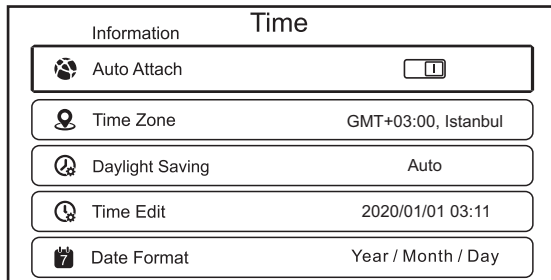 Time
Information
Auto Attach
Time Zone GMT+03:00, Istanbul
Daylight Saving Auto
Time Edit 2020/01/01 03:11
7 Date Format Year / Month / Day